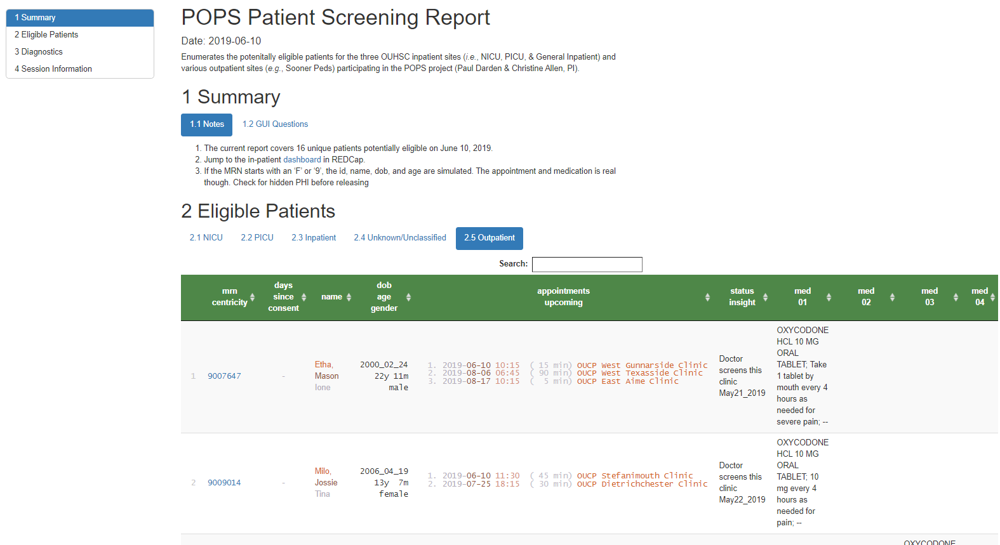 1 Summary
2 Eligible Patients
3 Diagnostics
4 Session Information
POPS Patient Screening Report
Date: 2019-06-10
Enumerates the potenitally eligible patients for the three OUHSC inpatient sites (i.e., NICU, PICU, & General Inpatient) and
various outpatient sites (e.g., Sooner Peds) participating in the POPS project (Paul Darden & Christine Allen, PI).
1 Summary
1.1 Notes 1.2 GUI Questions
1. The current report covers 16 unique patients potentially eligible on June 10, 2019.
2. Jump to the in-patient dashboard in REDCap.
3. If the MRN starts with an ‘F’ or ‘9’, the id, name, dob, and age are simulated. The appointment and medication is real
though. Check for hidden PHI before releasing
2 Eligible Patients
2.1 NICU 2.2 PICU 2.3 Inpatient 2.4 Unknown/Unclassified 2.5 Outpatient
Search:
mrn
centricity
days
since
consent
name
dob
age
gender
appointments
upcoming
status
insight
med
01
med
02
med
03
med
04
1
9007647
-
Etha,
Mason
Ione
2000_02_24
22y 11m
male
1. 2019-06-10 10:15 ( 15 min) OUCP West Gunnarside Clinic
2. 2019-08-06 06:45 ( 90 min) OUCP West Texasside Clinic
3. 2019-08-17 10:15 ( 5 min) OUCP East Aime Clinic
Doctor
screens this
clinic
May21_2019
OXYCODONE
HCL 10 MG
ORAL
TABLET; Take
1 tablet by
mouth every 4
hours as
needed for
severe pain; --
2
9009014
-
Milo,
Jossie
Tina
2006_04_19
13y 7m
female
1. 2019-06-10 11:30 ( 45 min) OUCP Stefanimouth Clinic
2. 2019-07-25 18:15 ( 30 min) OUCP Dietrichchester Clinic
Doctor
screens this
clinic
May22_2019
OXYCODONE
HCL 10 MG
ORAL
TABLET; 10
mg every 4
hours as
needed for
pain; --
OXYCODONE